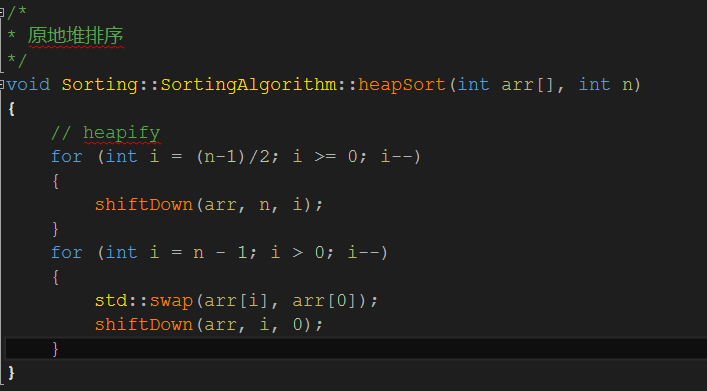 /*
* 原地堆排序
*/
void Sorting::SortingAlgorithm::heapSort(int arr[], int n)
{
    // heapify
    for (int i = (n-1)/2; i >= 0; i--)
    {
        shiftDown(arr, n, i);
    }
    for (int i = n - 1; i > 0; i--)
    {
        std::swap(arr[i], arr[0]);
        shiftDown(arr, i, 0);
    }
}